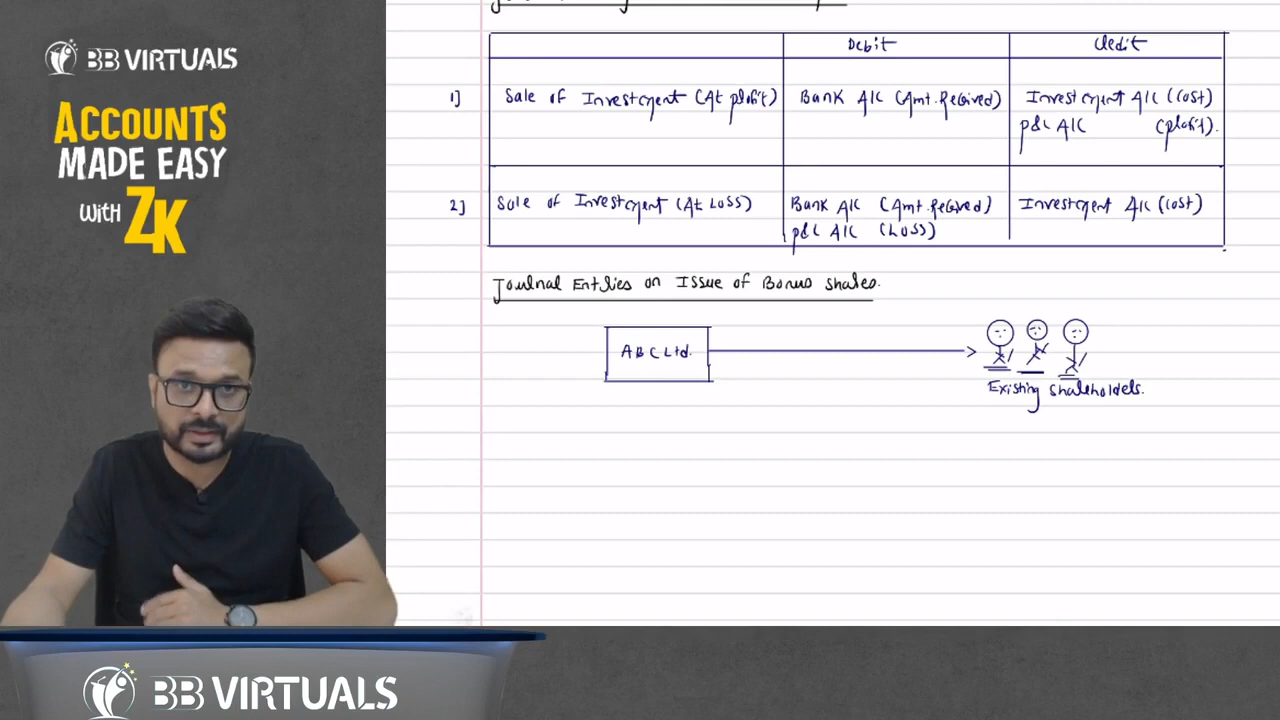 BB VIRTUALS
ACCOUNTS
MADE EASY
with ZK
Debit Credit
1] Sale of Investment (At profit) Bank A/c (Amt. Received) Investment A/c (Cost)
P&L A/c (profit).
2] Sale of Investment (At Loss) Bank A/c (Amt. Received) Investment A/c (Cost)
P&L A/c (Loss)
Journal Entries on Issue of Bonus Shares.
ABC Ltd.
Existing Shareholders.
BB VIRTUALS